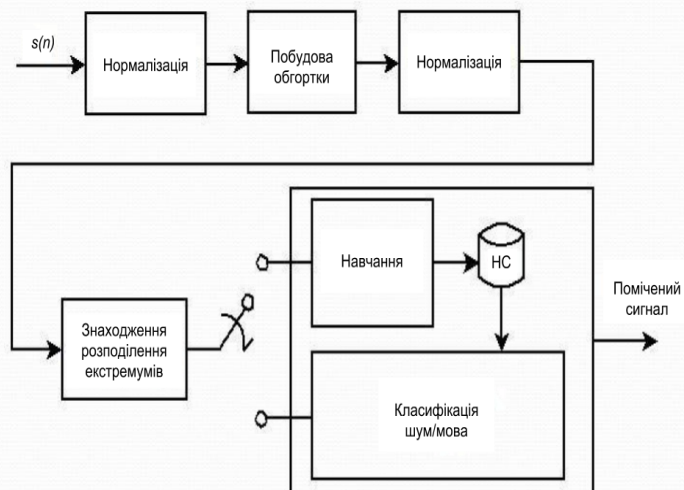 s(n)
Нормалізація
Побудова
обгортки
Нормалізація
Навчання
НС
Помічений
сигнал
Знаходження
розподілення
екстремумів
Класифікація
шум/мова